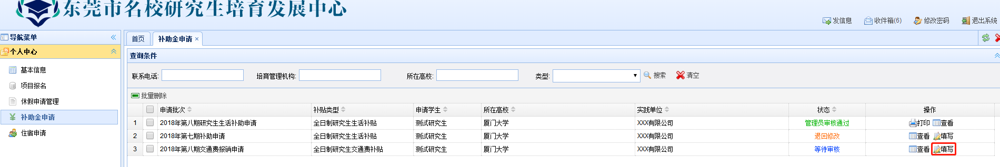 东莞市名校研究生培育发展中心
发信息 收件箱(6) 修改密码 退出系统
导航菜单
首页 补助金申请
个人中心
查询条件
基本信息
联系电话: 培育管理机构: 所在高校: 类型: 搜索 清空
项目报名
批量删除
休假申请管理
申请批次 补贴类型 申请学生 所在高校 实践单位 状态 操作
补助金申请
1 2018年第八期研究生生活补助申请 全日制研究生生活补贴 测试研究生 厦门大学 XXX有限公司 管理员审核通过 打印 查看
住宿申请
2 2018年第七期补助申请 全日制研究生生活补贴 测试研究生 厦门大学 XXX有限公司 退回修改 查看 填写
3 2018年第八期交通费报销申请 全日制研究生交通费补贴 测试研究生 厦门大学 XXX有限公司 等待审核 查看 填写